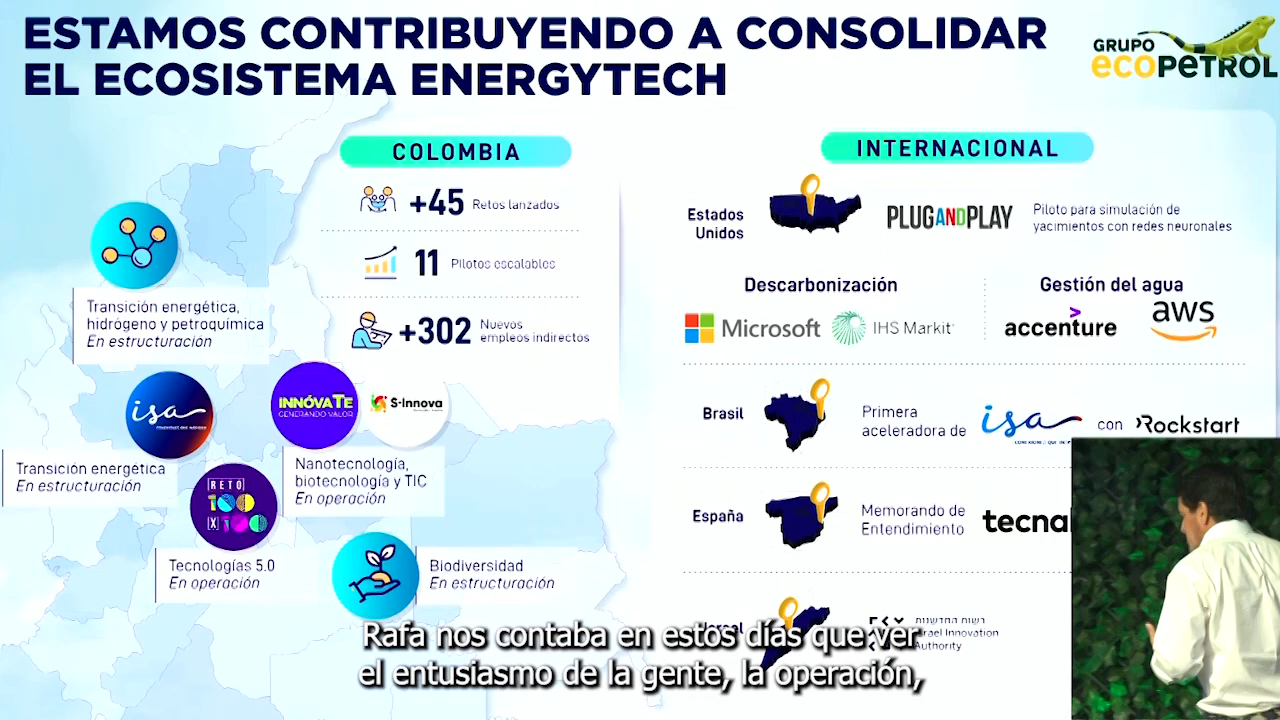 ESTAMOS CONTRIBUYENDO A CONSOLIDAR
EL ECOSISTEMA ENERGYTECH
GRUPO
ecoPETROL
COLOMBIA
+45 Retos lanzados
11 Pilotos escalables
+302 Nuevos
empleos indirectos
Transición energética,
hidrógeno y petroquímica
En estructuración
isa
INNÓVATE
GENERANDO VALOR
S-Innova
Transición energética
En estructuración
Nanotecnología,
biotecnología y TIC
En operación
RETO
100
X100
Tecnologías 5.0
En operación
Biodiversidad
En estructuración
INTERNACIONAL
Estados
Unidos
PLUGANDPLAY
Piloto para simulación de
yacimientos con redes neuronales
Descarbonización
Microsoft
IHS Markit
Gestión del agua
accenture
aws
Brasil
Primera
aceleradora de
isa
con
Rockstart
España
Memorando de
Entendimiento
tecna
רשות החדשנות
Israel Innovation
Authority
Rafa nos contaba en estos días que ver
el entusiasmo de la gente, la operación,